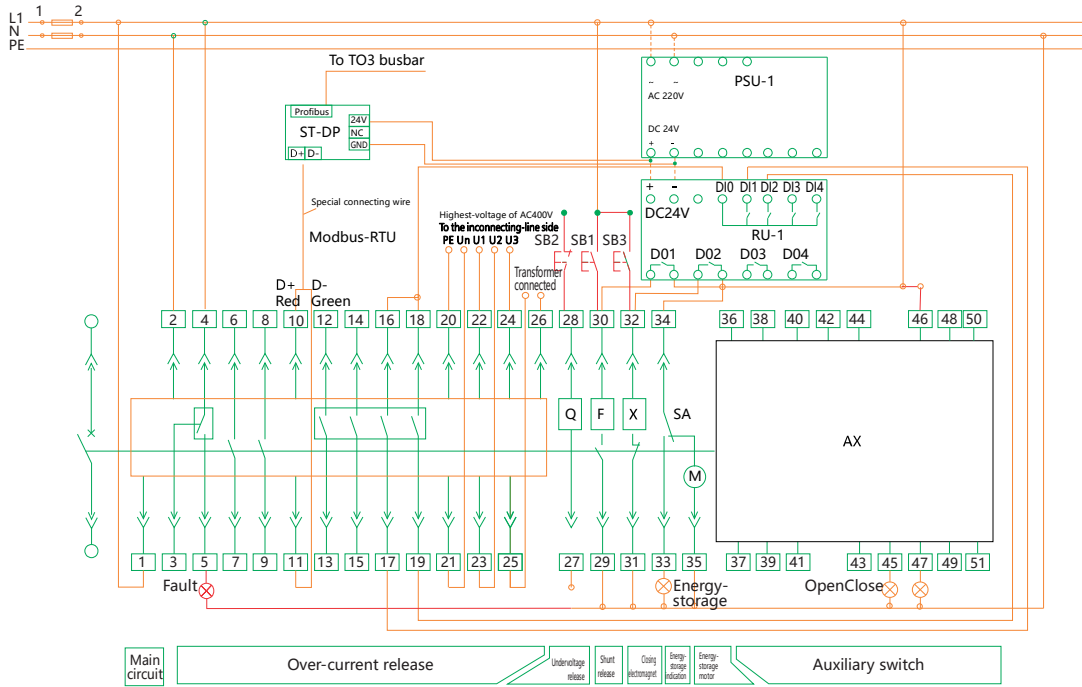 L1 1 2
N
PE
To TO3 busbar
PSU-1
~ ~
AC 220V
DC 24V
+ -
Profibus
ST-DP
24V
NC
GND
D+ D-
+ - DI0 DI1 DI2 DI3 DI4
DC24V
RU-1
D01 D02 D03 D04
Special connecting wire
Modbus-RTU
Highest-voltage of AC400V
To the inconnecting-line side
PE Un U1 U2 U3
SB2 SB1 SB3
Transformer
connected
D+ D-
Red Green
2 4 6 8 10 12 14 16 18 20 22 24 26 28 30 32 34 36 38 40 42 44 46 48 50
Q F X SA
AX
M
1 3 5 7 9 11 13 15 17 19 21 23 25 27 29 31 33 35 37 39 41 43 45 47 49 51
Fault
Energy-
storage
OpenClose
Main
circuit
Over-current release
Undervoltage
release
Shunt
release
Closing
electromagnet
Energy-
storage
indication
Energy-
storage
motor
Auxiliary switch